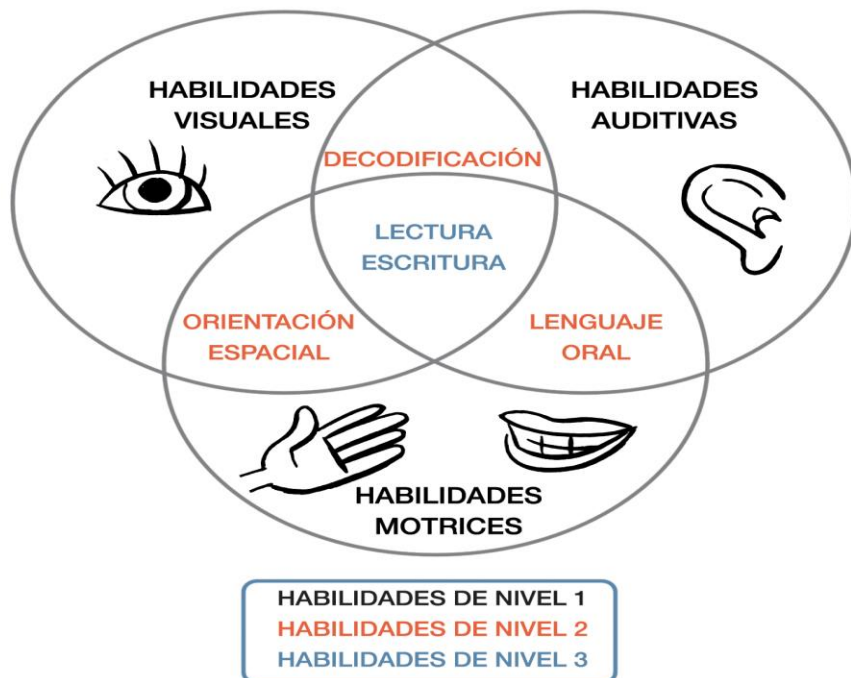 HABILIDADES
VISUALES
HABILIDADES
AUDITIVAS
DECODIFICACIÓN
LECTURA
ESCRITURA
ORIENTACIÓN
ESPACIAL
LENGUAJE
ORAL
HABILIDADES
MOTRICES
HABILIDADES DE NIVEL 1
HABILIDADES DE NIVEL 2
HABILIDADES DE NIVEL 3